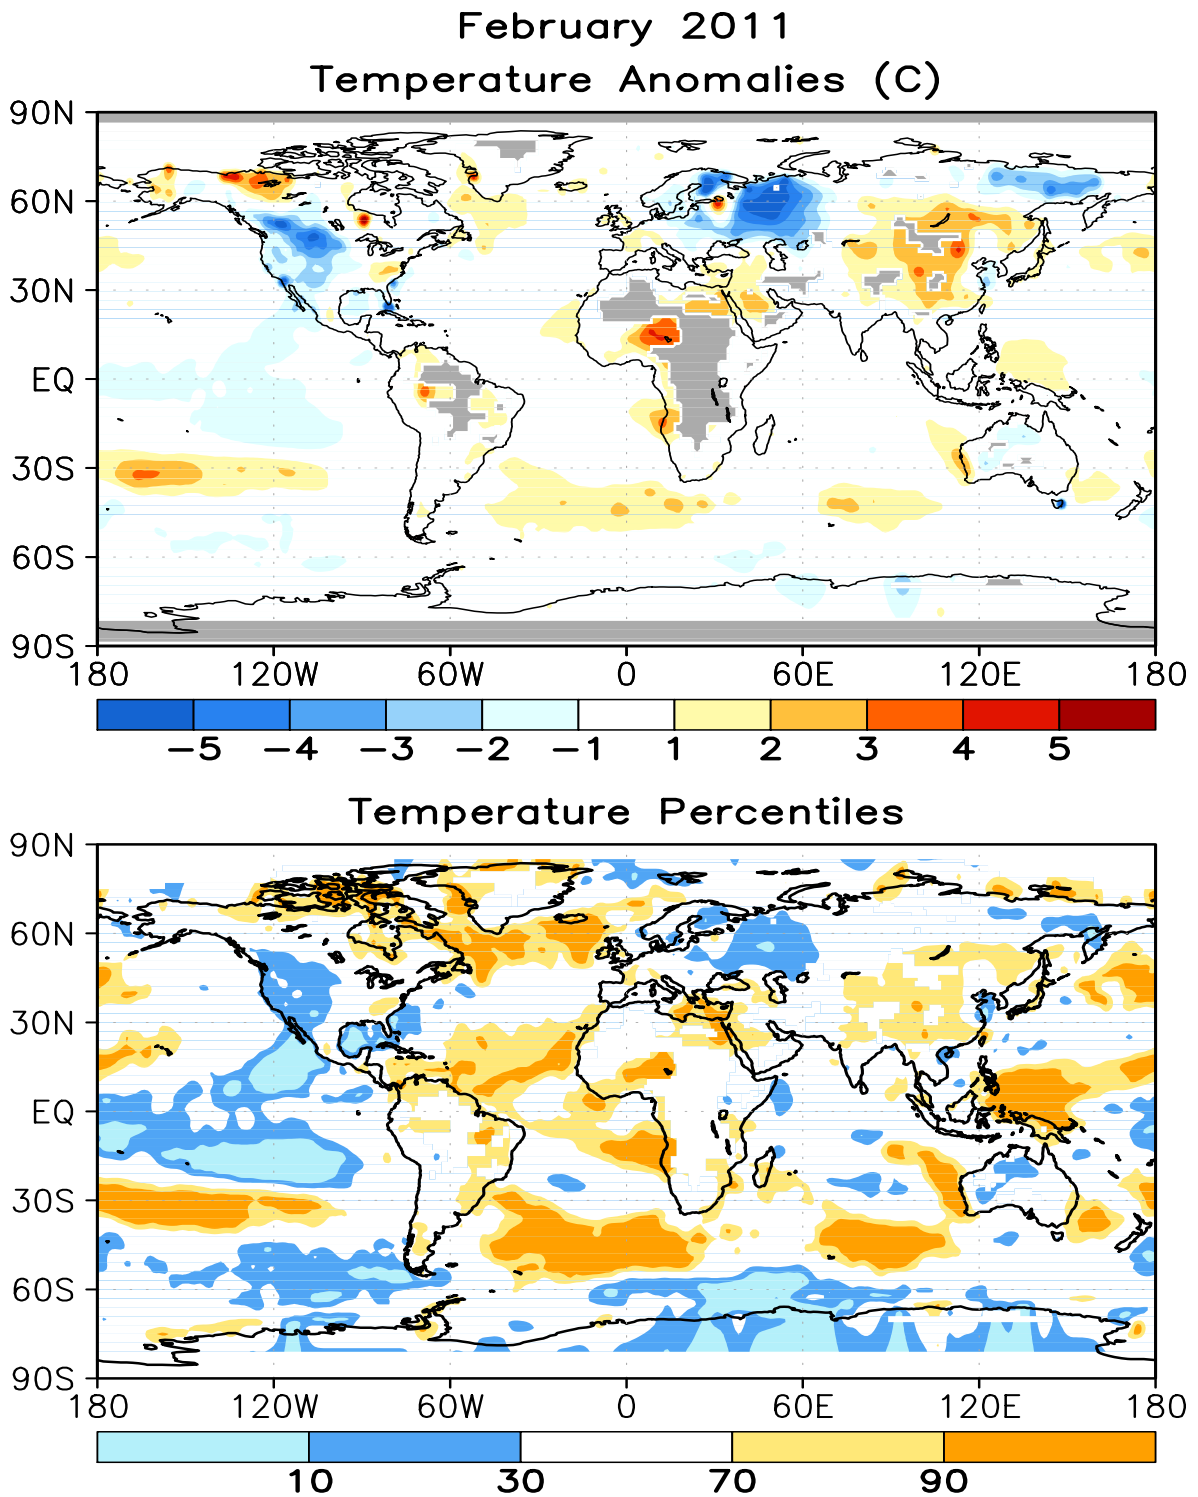 February 2011
Temperature Anomalies (C)
90N
60N
30N
EQ
30S
60S
90S
180 120W 60W 0 60E 120E 180
−5 −4 −3 −2 −1 1 2 3 4 5
Temperature Percentiles
90N
60N
30N
EQ
30S
60S
90S
180 120W 60W 0 60E 120E 180
10 30 70 90